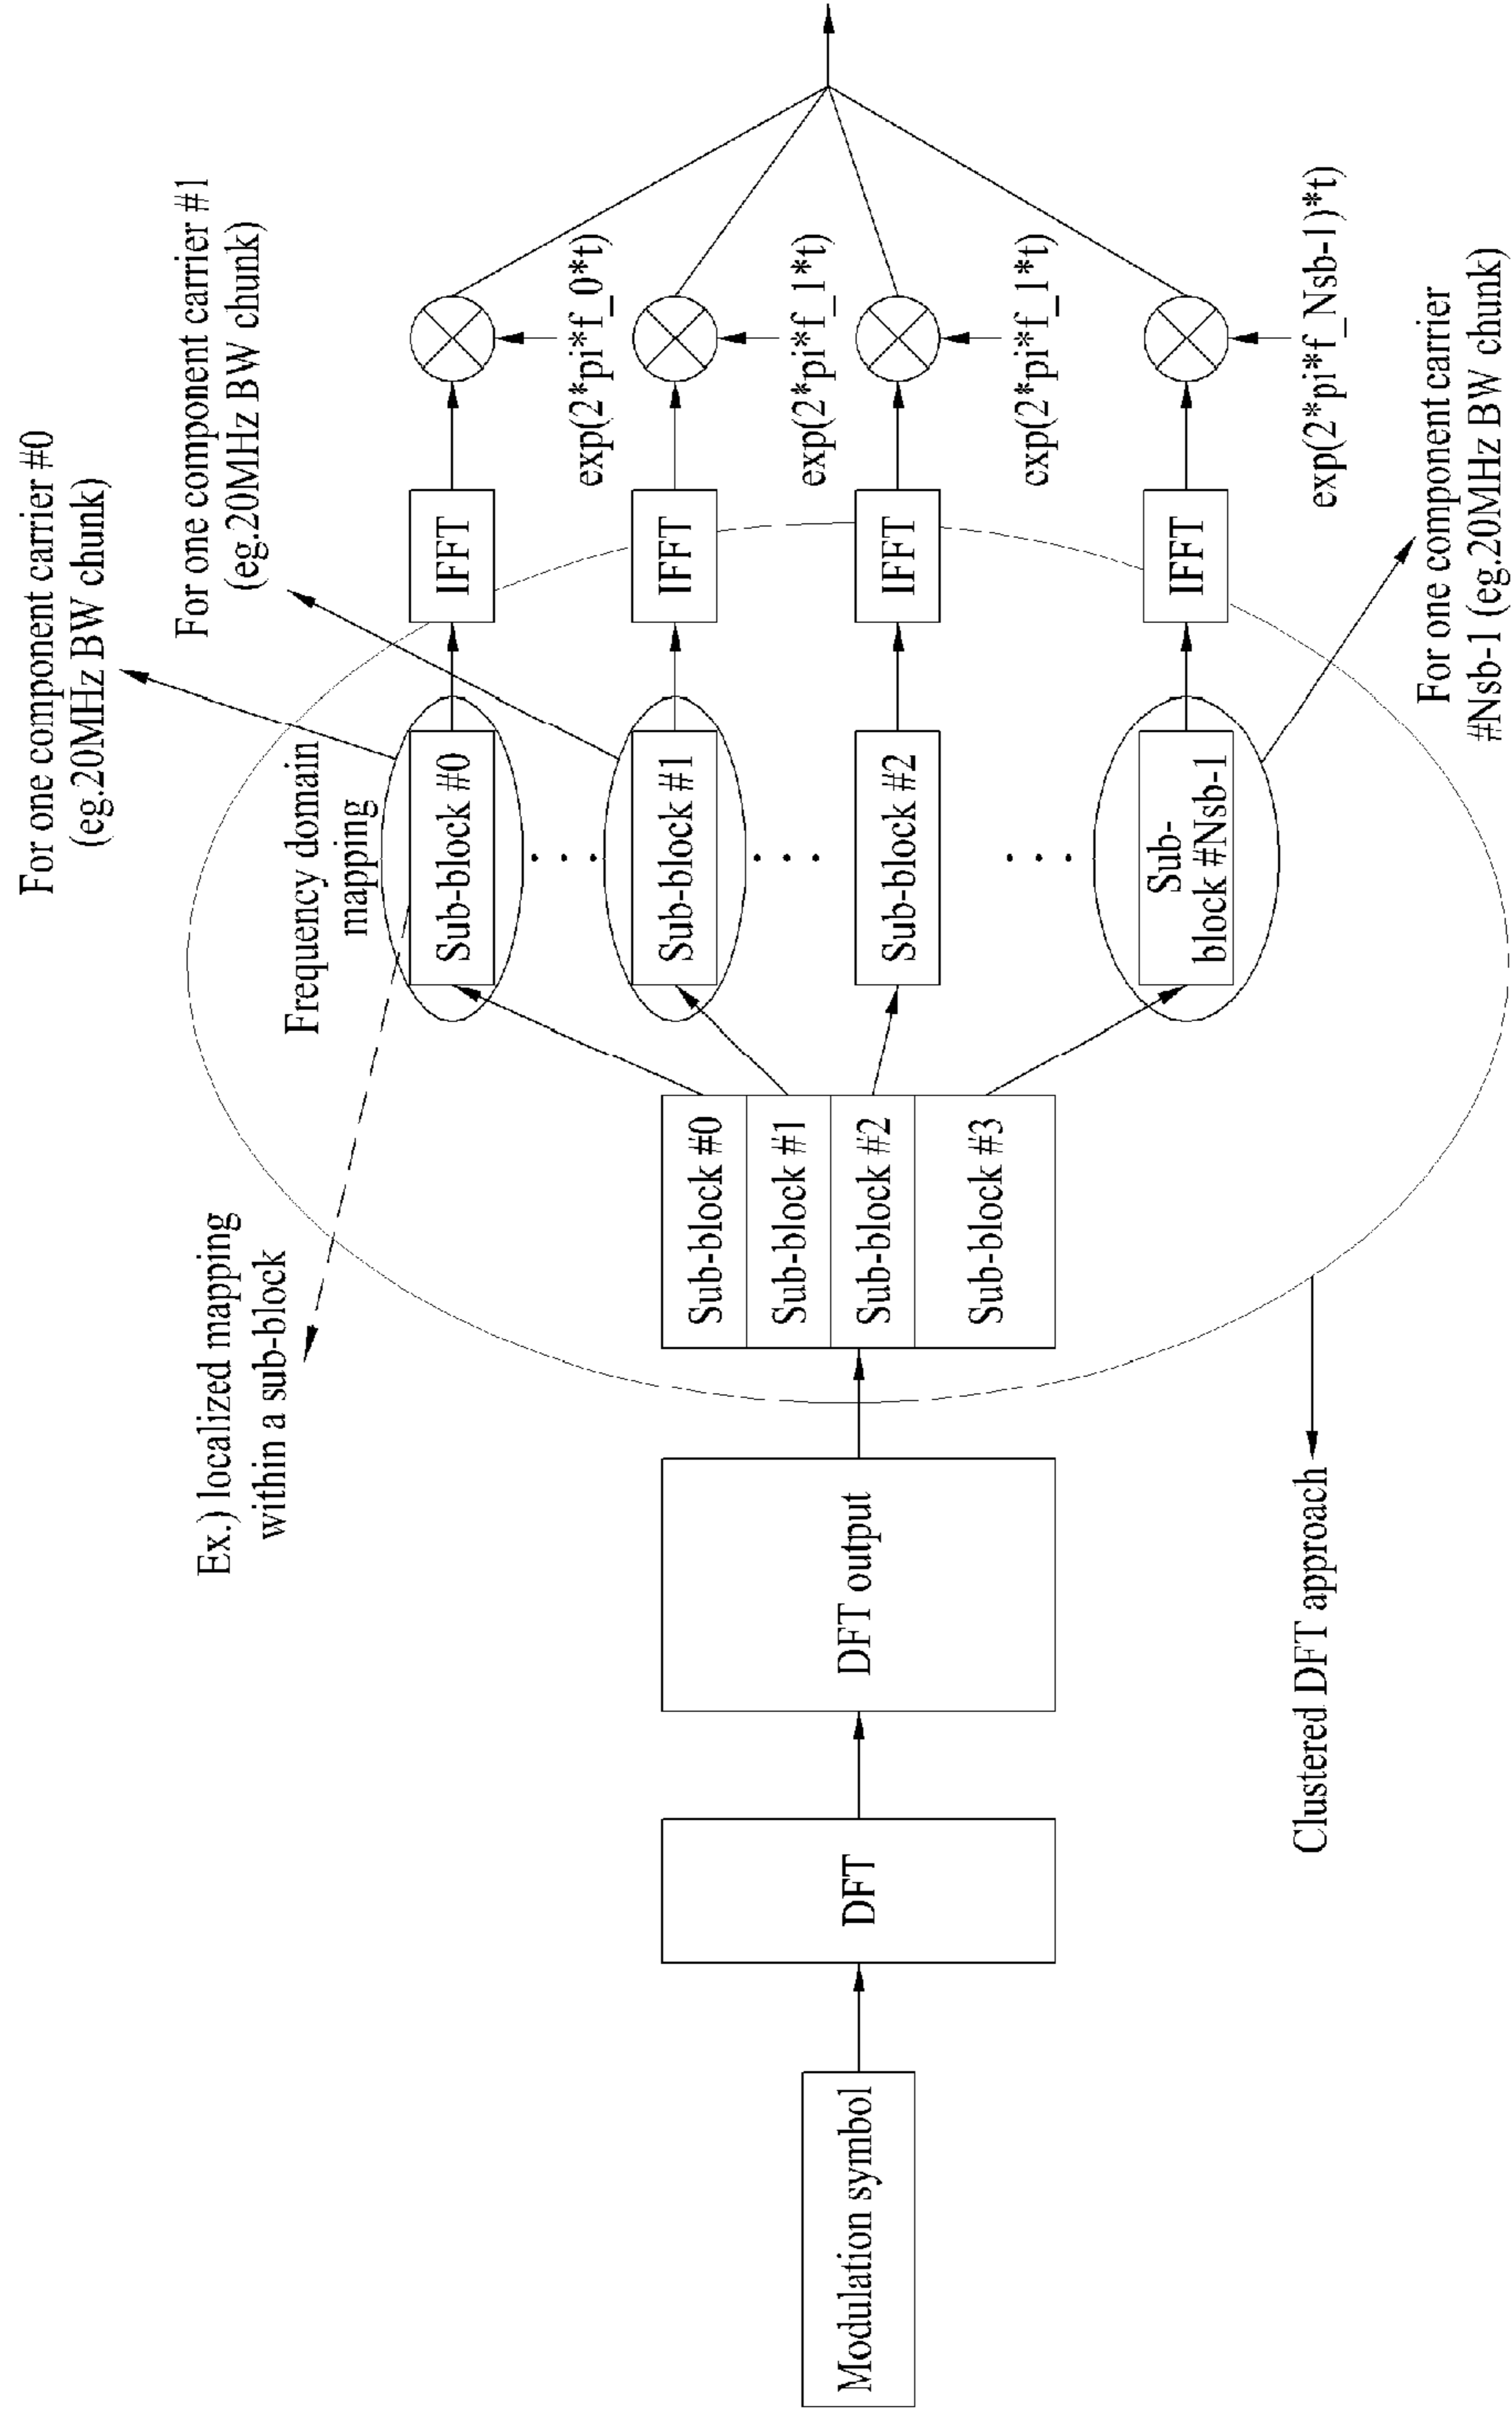 For one component carrier #0
(eg.20MHz BW chunk)
For one component carrier #1
(eg.20MHz BW chunk)
Ex.) localized mapping
within a sub-block
Frequency domain
mapping
Modulation symbol
DFT
DFT output
Sub-block #0
Sub-block #1
Sub-block #2
Sub-block #3
Sub-block #0
IFFT
exp(2*pi*f_0*t)
Sub-block #1
IFFT
exp(2*pi*f_1*t)
Sub-block #2
IFFT
exp(2*pi*f_1*t)
Sub-
block #Nsb-1
IFFT
exp(2*pi*f_Nsb-1)*t)
Clustered DFT approach
For one component carrier
#Nsb-1 (eg.20MHz BW chunk)